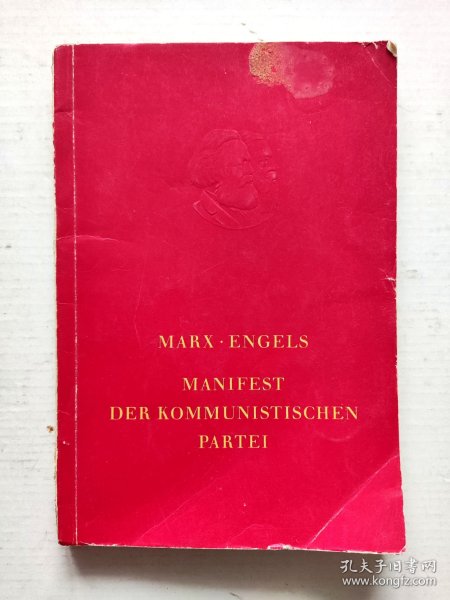 MARX · ENGELS
MANIFEST
DER KOMMUNISTISCHEN
PARTEI
孔夫子旧书网
www.kongfz.com